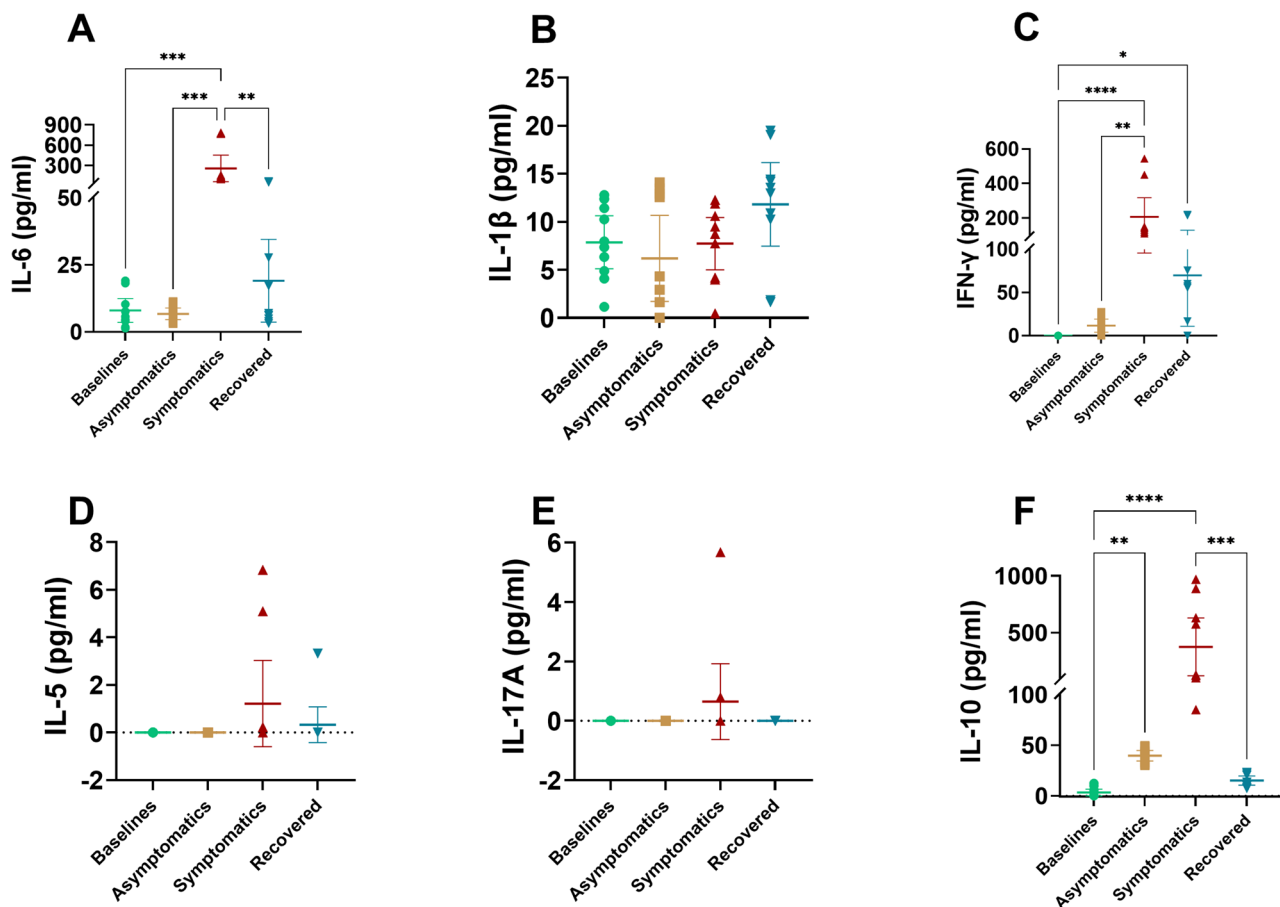 A
***
***
**
IL-6 (pg/ml)
900
600
300
50
25
0
Baselines
Asymptomatics
Symptomatics
Recovered
B
IL-1β (pg/ml)
25
20
15
10
5
0
Baselines
Asymptomatics
Symptomatics
Recovered
C
*
****
**
IFN-γ (pg/ml)
600
400
200
100
50
0
Baselines
Asymptomatics
Symptomatics
Recovered
D
IL-5 (pg/ml)
8
6
4
2
0
-2
Baselines
Asymptomatics
Symptomatics
Recovered
E
IL-17A (pg/ml)
6
4
2
0
-2
Baselines
Asymptomatics
Symptomatics
Recovered
F
****
**
***
IL-10 (pg/ml)
1000
500
100
50
0
Baselines
Asymptomatics
Symptomatics
Recovered